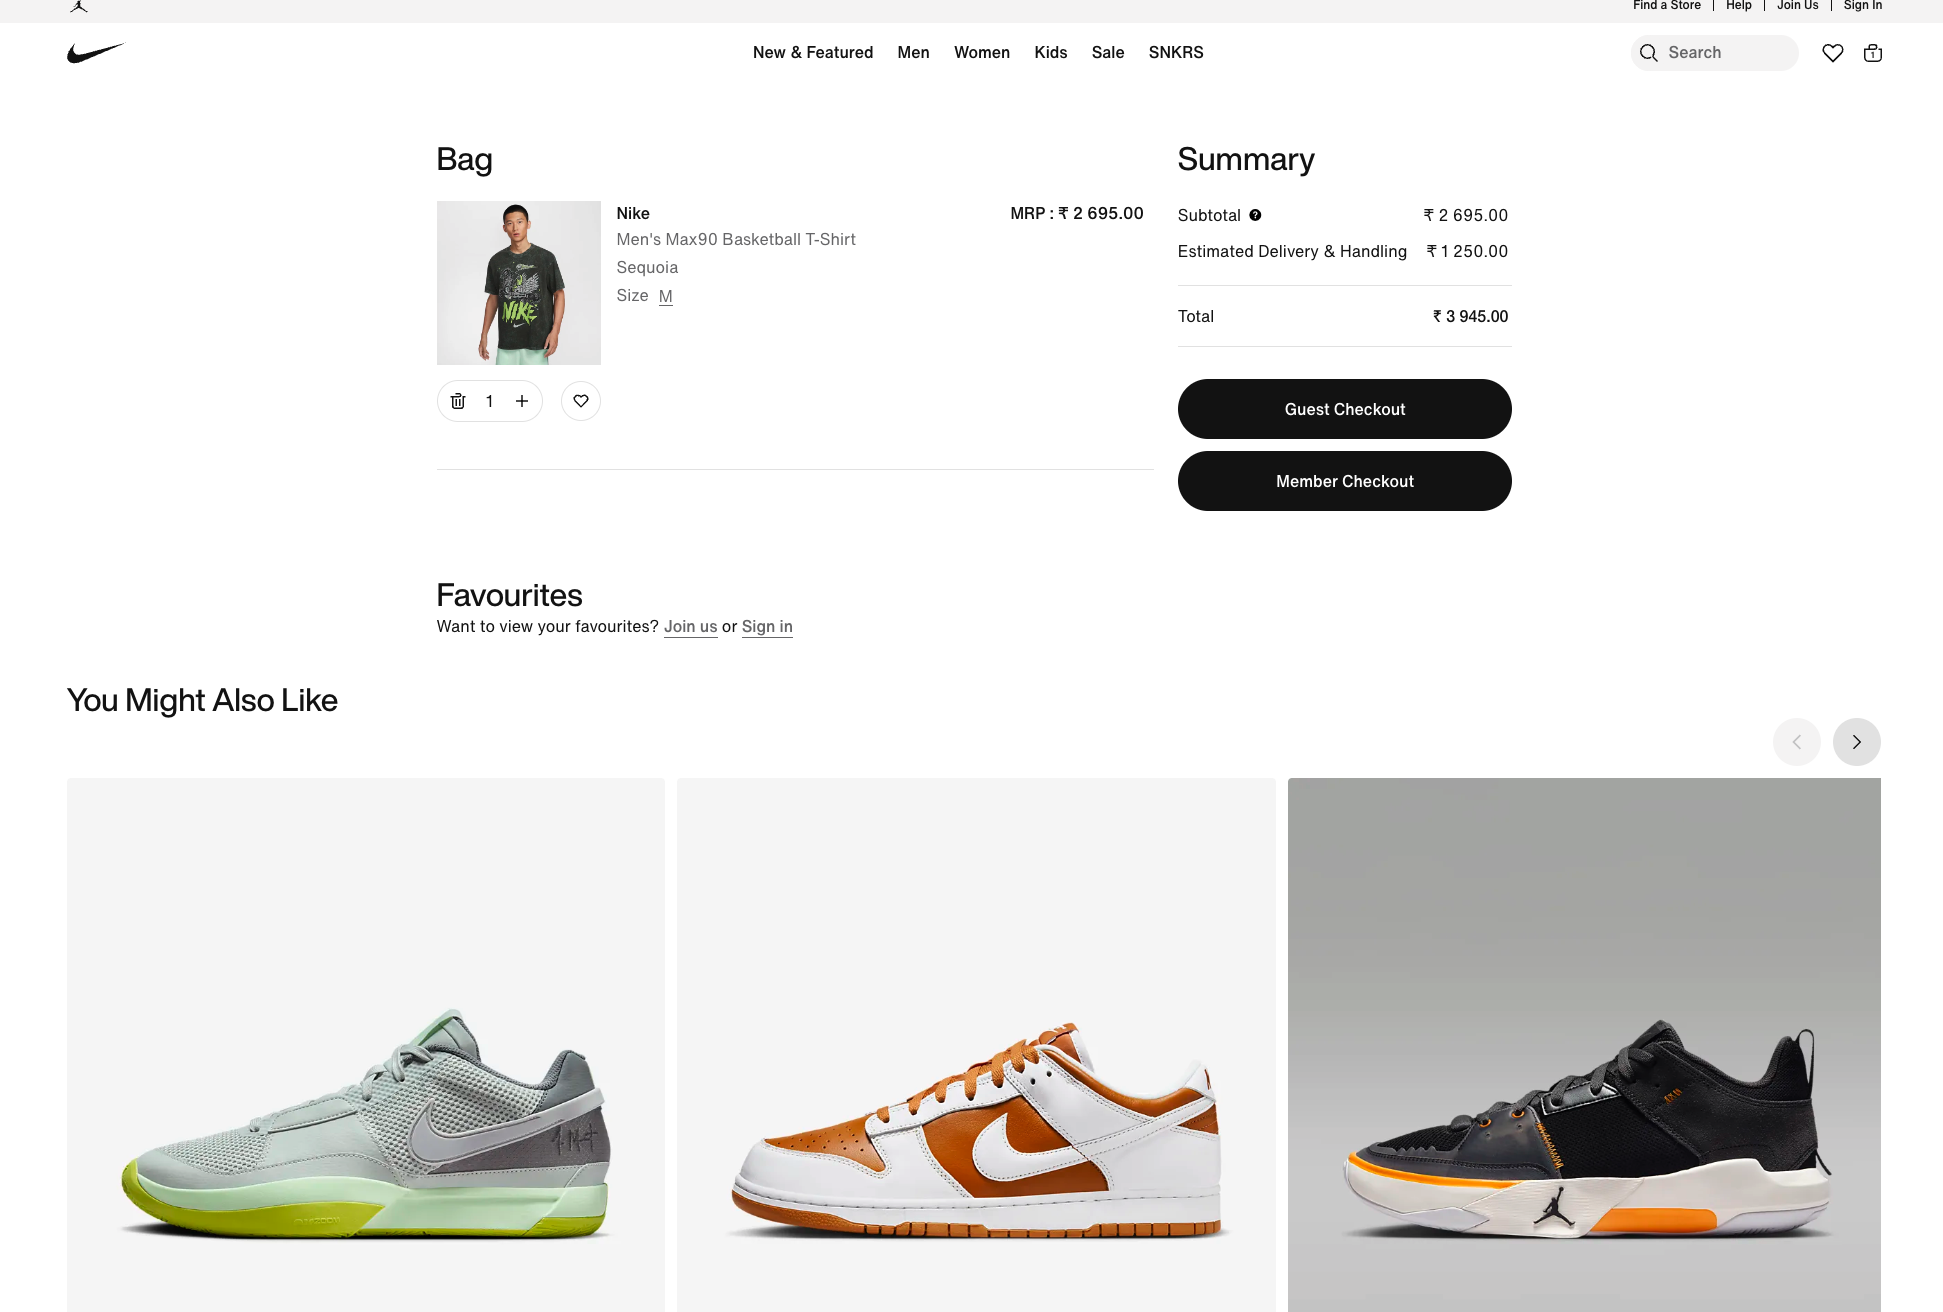 Find a Store | Help | Join Us | Sign In
New & Featured Men Women Kids Sale SNKRS
Search
1
Bag
Nike
MRP : ₹ 2 695.00
Men's Max90 Basketball T-Shirt
Sequoia
Size M
NIKE
1
Summary
Subtotal ?
₹ 2 695.00
Estimated Delivery & Handling
₹ 1 250.00
Total
₹ 3 945.00
Guest Checkout
Member Checkout
Favourites
Want to view your favourites? Join us or Sign in
You Might Also Like